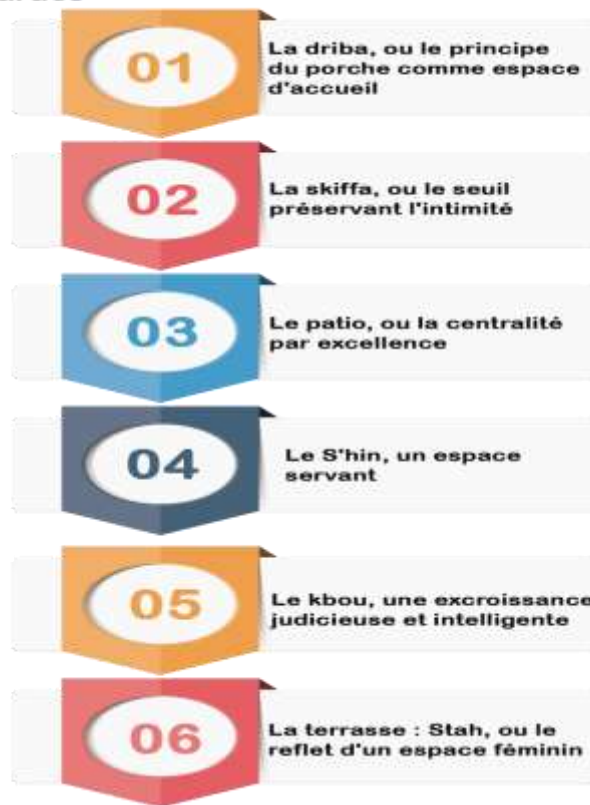 01
La driba, ou le principe
du porche comme espace
d'accueil
02
La skiffa, ou le seuil
préservant l'intimité
03
Le patio, ou la centralité
par excellence
04
Le S'hin, un espace
servant
05
Le kbou, une excroissance
judicieuse et intelligente
06
La terrasse : Stah, ou le
reflet d'un espace féminin